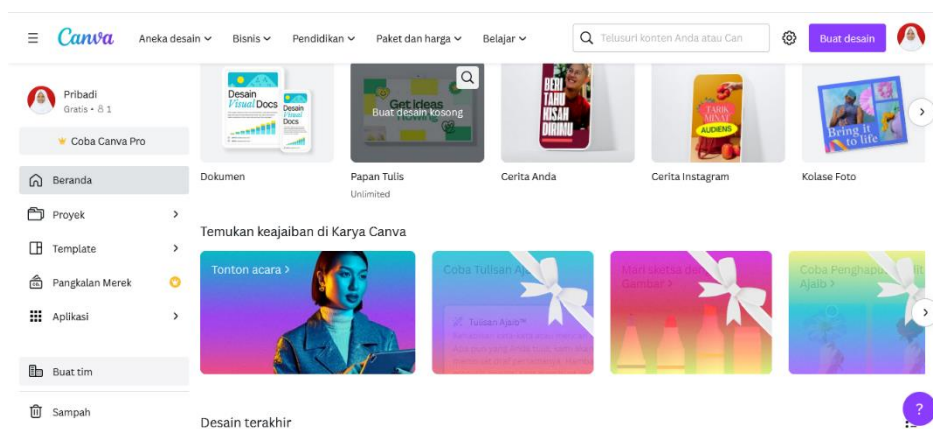 Canva
Aneka desain
Bisnis
Pendidikan
Paket dan harga
Belajar
Telusuri konten Anda atau Can
Buat desain
Pribadi
Gratis • 1
Coba Canva Pro
Beranda
Proyek
Template
Pangkalan Merek
Aplikasi
Buat tim
Sampah
Desain
Visual Docs
Desain
Visual
Docs
Dokumen
Get ideas
Buat desain kosong
Papan Tulis
Unlimited
BERI
TAHU
KISAH
DIRIMU
Cerita Anda
TARIK
MINAT
AUDIENS
Cerita Instagram
Bring it
to life
Kolase Foto
Temukan keajaiban di Karya Canva
Tonton acara >
Coba Tulisan
Tulisan Ajaib™
Mari sketsa
Gambar >
Coba
Ajaib >
Desain terakhir
?